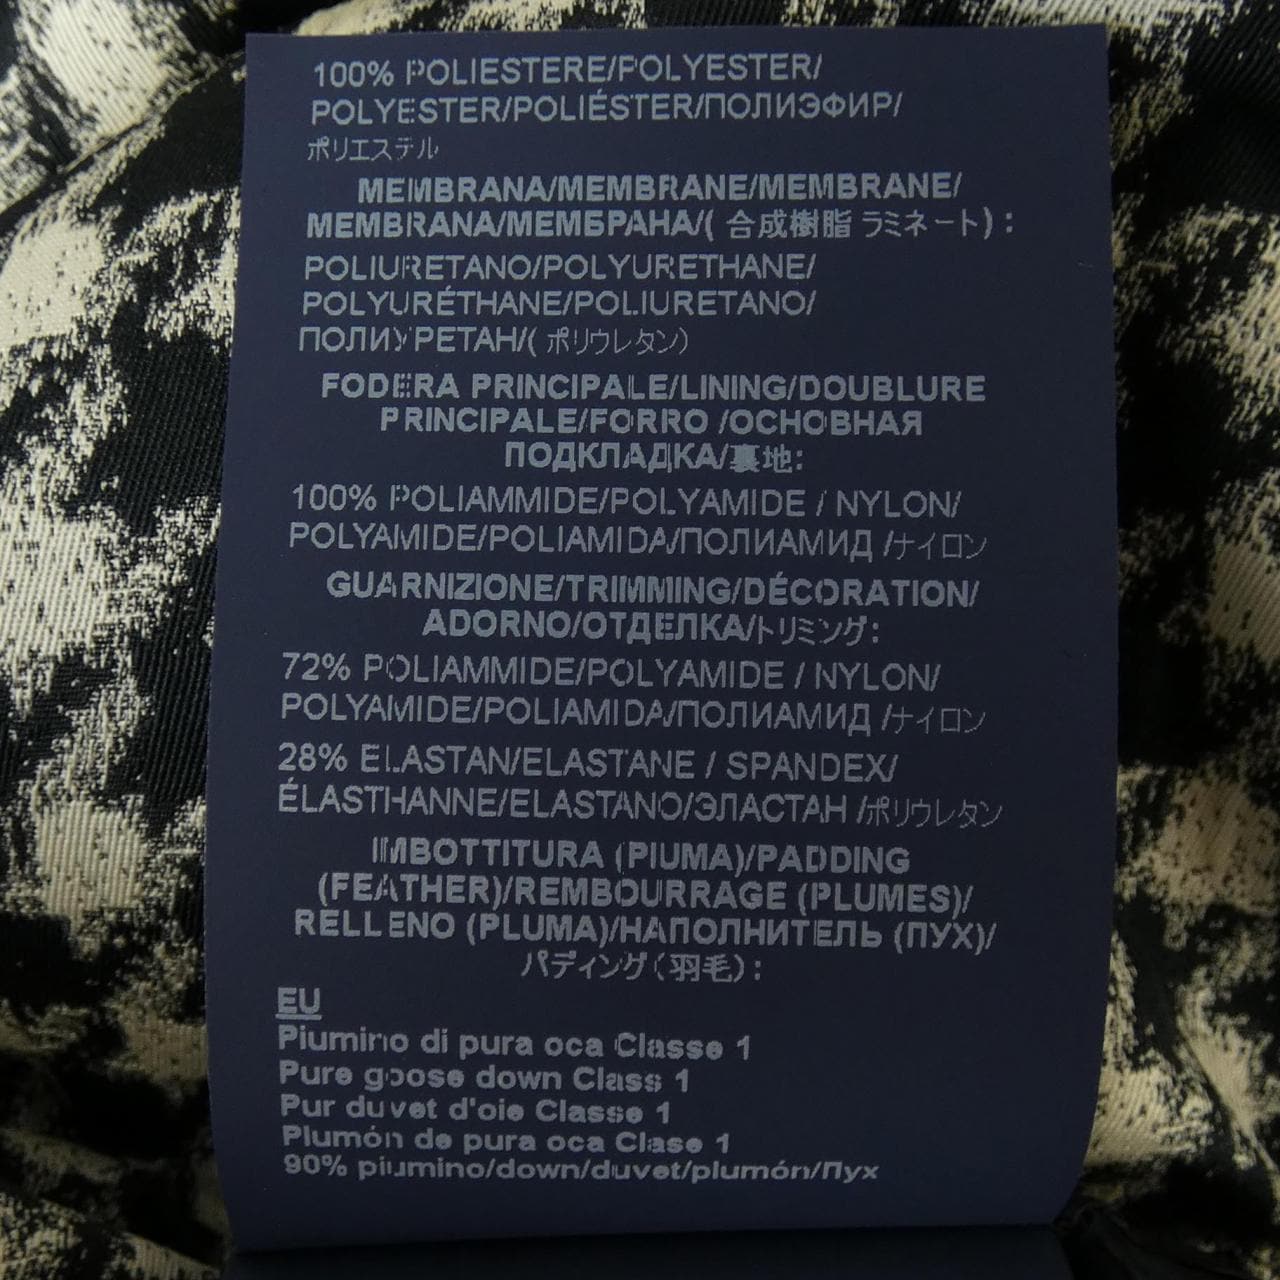 100% POLIESTERE/POLYESTER/
POLYESTER/POLIÉSTER/ПОЛИЭФИР/
ポリエステル
MEMBRANA/MEMBRANE/MEMBRANE/
MEMBRANA/МЕМБРАНА/( 合成樹脂 ラミネート) :
POLIURETANO/POLYURETHANE/
POLYURÉTHANE/POLIURETANO/
ПОЛИУРЕТАН/( ポリウレタン)
FODERA PRINCIPALE/LINING/DOUBLURE
PRINCIPALE/FORRO /ОСНОВНАЯ
ПОДКЛАДКА/裏地:
100% POLIAMMIDE/POLYAMIDE / NYLON/
POLYAMIDE/POLIAMIDA/ПОЛИАМИД /ナイロン
GUARNIZIONE/TRIMMING/DÉCORATION/
ADORNO/ОТДЕЛКА/トリミング:
72% POLIAMMIDE/POLYAMIDE / NYLON/
POLYAMIDE/POLIAMIDA/ПОЛИАМИД /ナイロン
28% ELASTAN/ELASTANE / SPANDEX/
ÉLASTHANNE/ELASTANO/ЭЛАСТАН /ポリウレタン
IMBOTTITURA (PIUMA)/PADDING
(FEATHER)/REMBOURRAGE (PLUMES)/
RELLENO (PLUMA)/НАПОЛНИТЕЛЬ (ПУХ)/
パディング(羽毛) :
EU
Piumino di pura oca Classe 1
Pure goose down Class 1
Pur duvet d'oie Classe 1
Plumón de pura oca Clase 1
90% piumino/down/duvet/plumón/Пух